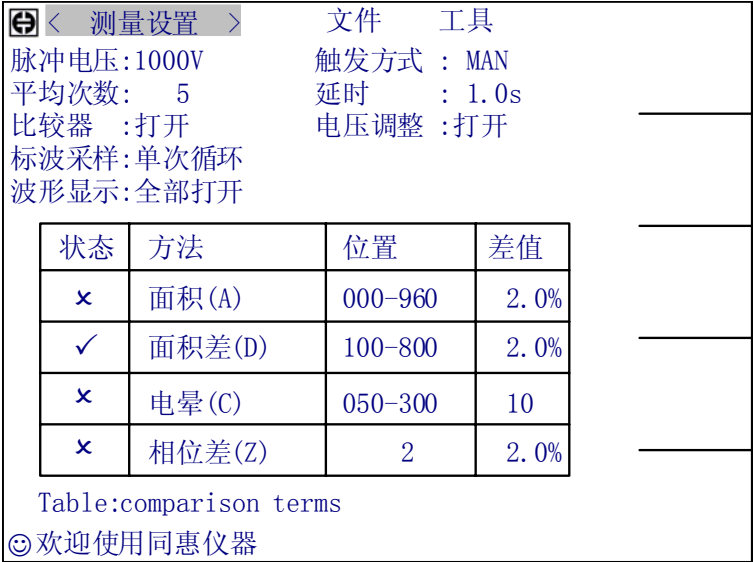 < 测量设置 > 文件 工具
脉冲电压:1000V 触发方式 : MAN
平均次数: 5 延时 : 1.0s
比较器 :打开 电压调整 :打开
标波采样:单次循环
波形显示:全部打开
状态 方法 位置 差值
× 面积(A) 000-960 2.0%
✓ 面积差(D) 100-800 2.0%
× 电晕(C) 050-300 10
× 相位差(Z) 2 2.0%
Table:comparison terms
☺欢迎使用同惠仪器